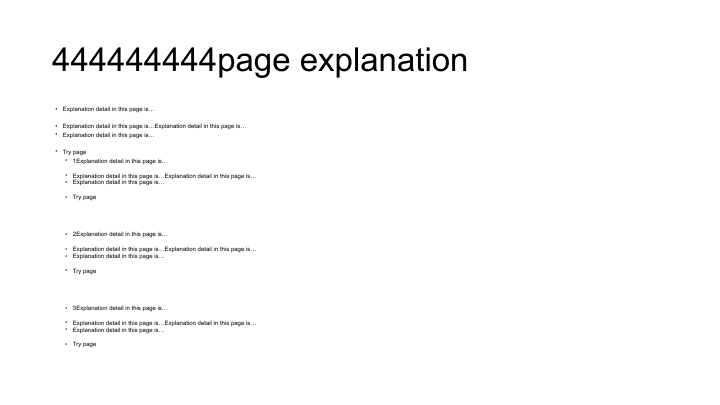 444444444page explanation
• Explanation detail in this page is…
• Explanation detail in this page is…Explanation detail in this page is…
• Explanation detail in this page is…
• Try page
• 1Explanation detail in this page is…
• Explanation detail in this page is…Explanation detail in this page is…
• Explanation detail in this page is…
• Try page
• 2Explanation detail in this page is…
• Explanation detail in this page is…Explanation detail in this page is…
• Explanation detail in this page is…
• Try page
• 3Explanation detail in this page is…
• Explanation detail in this page is…Explanation detail in this page is…
• Explanation detail in this page is…
• Try page